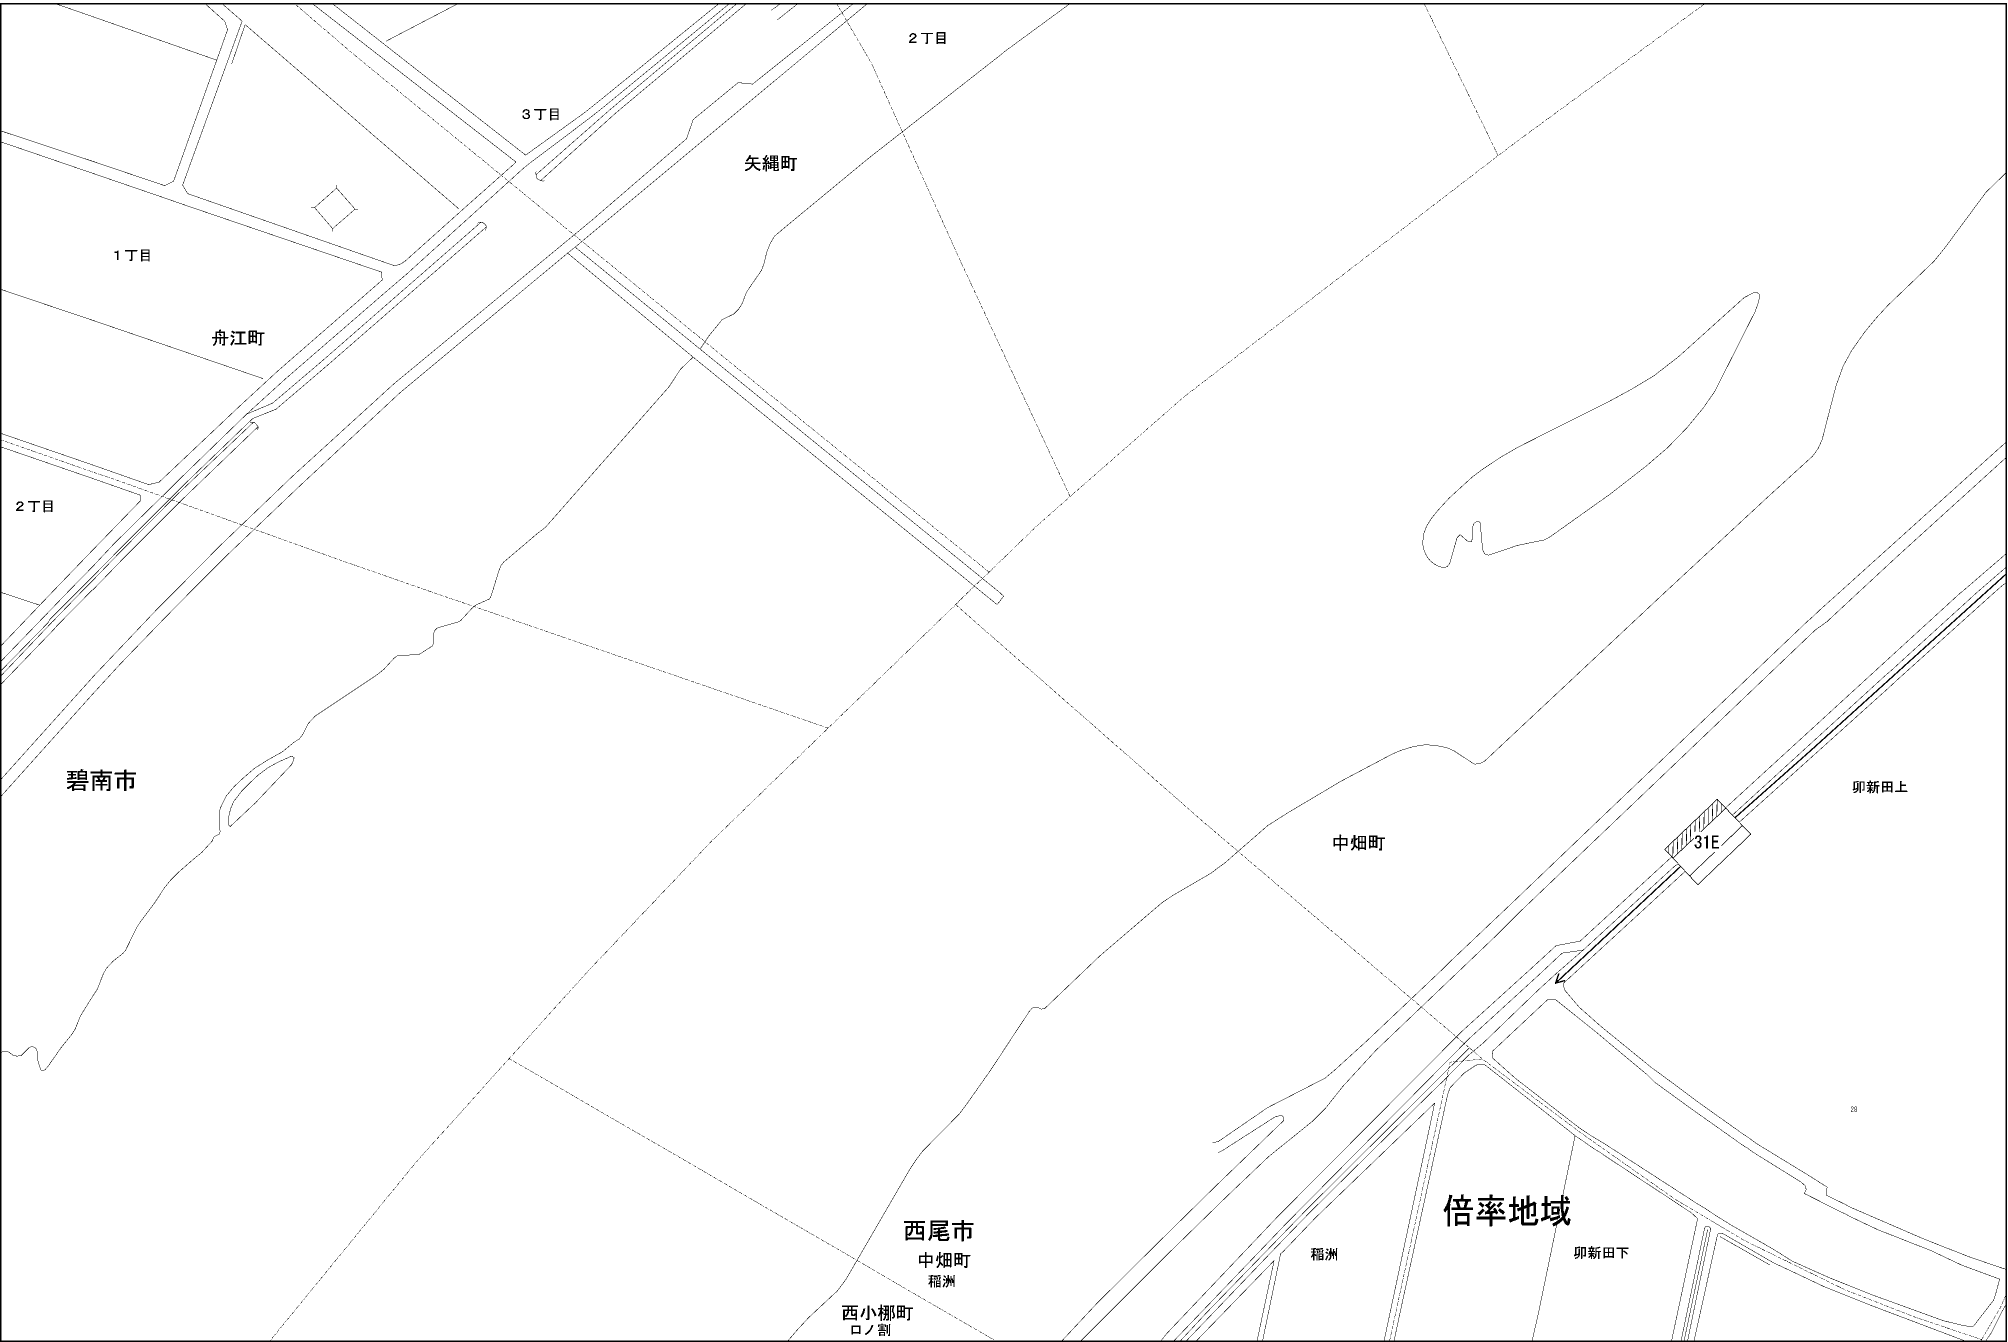 ２丁目
３丁目
矢縄町
１丁目
舟江町
２丁目
碧南市
卯新田上
31E
中畑町
28
倍率地域
西尾市
中畑町
稲洲
稲洲
卯新田下
西小梛町
ロノ割